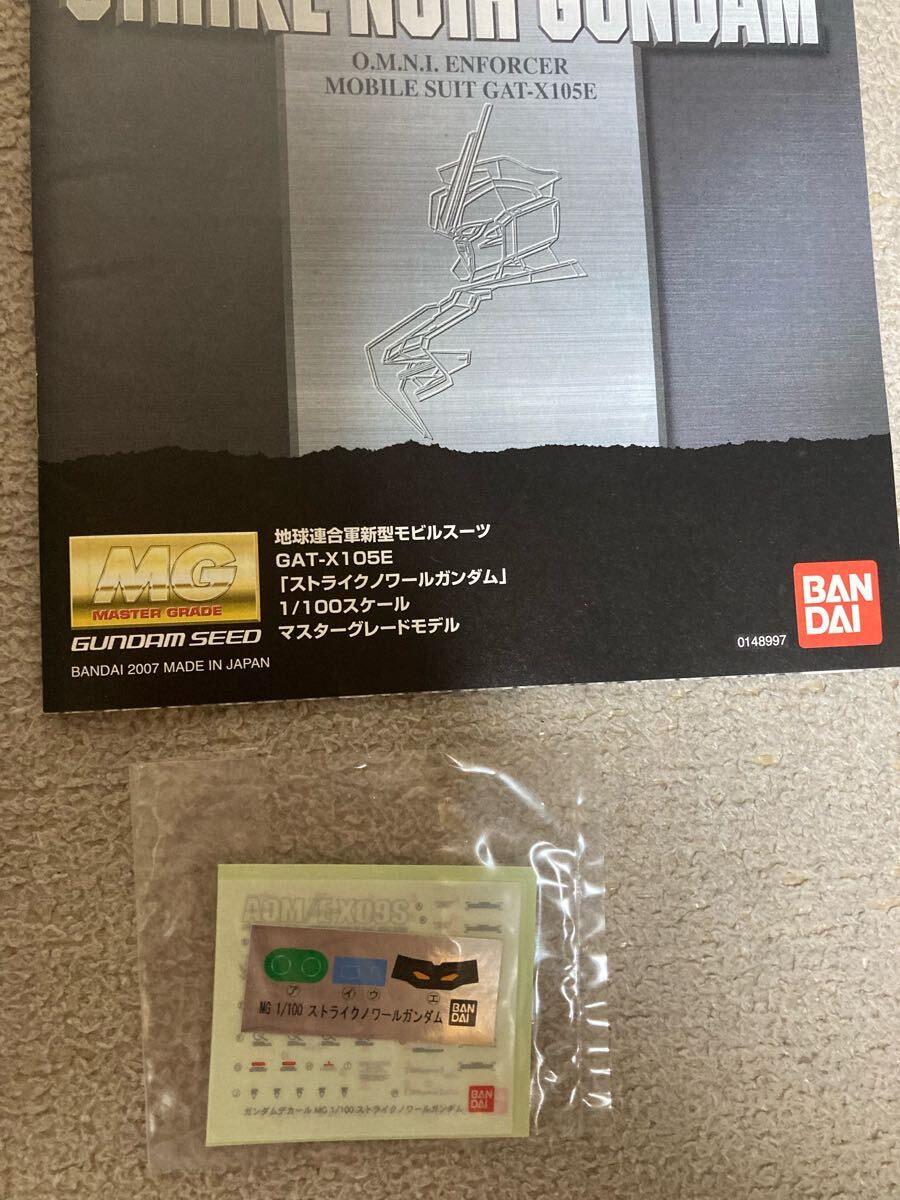 STRIKE NOIR GUNDAM
O.M.N.I. ENFORCER
MOBILE SUIT GAT-X105E
地球連合軍新型モビルスーツ
GAT-X105E
「ストライクノワールガンダム」
1/100スケール
マスターグレードモデル
MG
MASTER GRADE
GUNDAM SEED
BANDAI 2007 MADE IN JAPAN
0148997
BAN
DAI
AQM/EX09S
ア
イ
ウ
エ
MG 1/100 ストライクノワールガンダム
BAN
DAI
ガンダムデカール MG 1/100 ストライクノワールガンダム
BAN
DAI